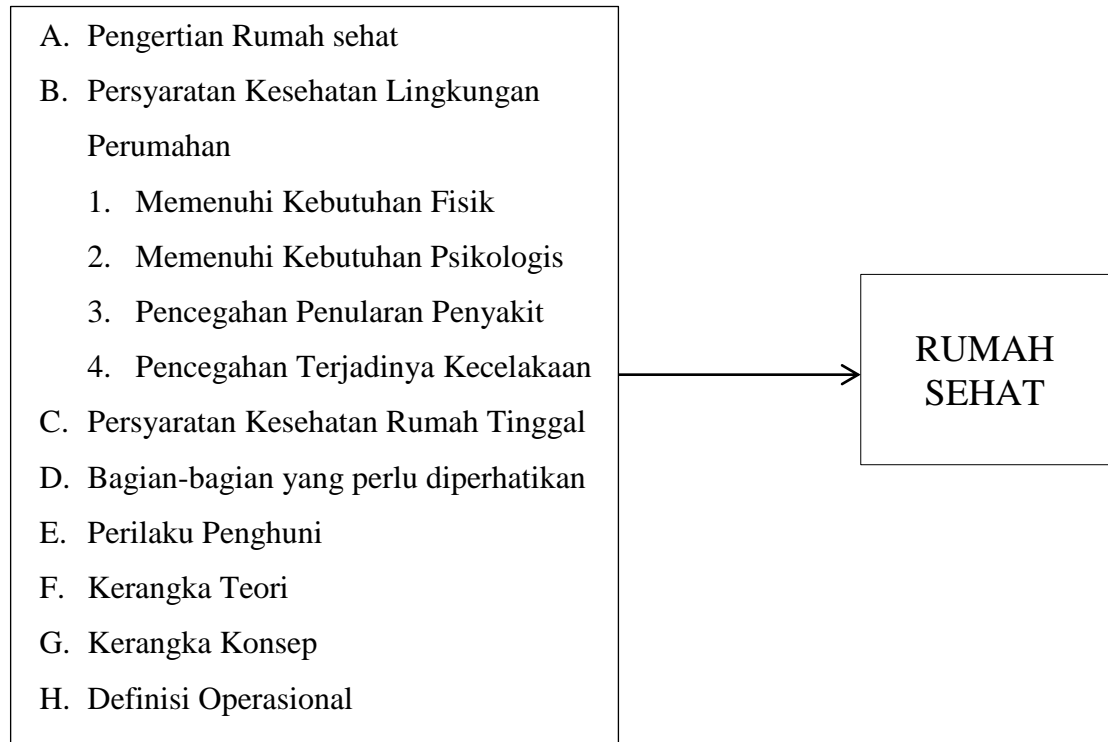 A. Pengertian Rumah sehat
B. Persyaratan Kesehatan Lingkungan
Perumahan
1. Memenuhi Kebutuhan Fisik
2. Memenuhi Kebutuhan Psikologis
3. Pencegahan Penularan Penyakit
4. Pencegahan Terjadinya Kecelakaan
C. Persyaratan Kesehatan Rumah Tinggal
D. Bagian-bagian yang perlu diperhatikan
E. Perilaku Penghuni
F. Kerangka Teori
G. Kerangka Konsep
H. Definisi Operasional
RUMAH
SEHAT